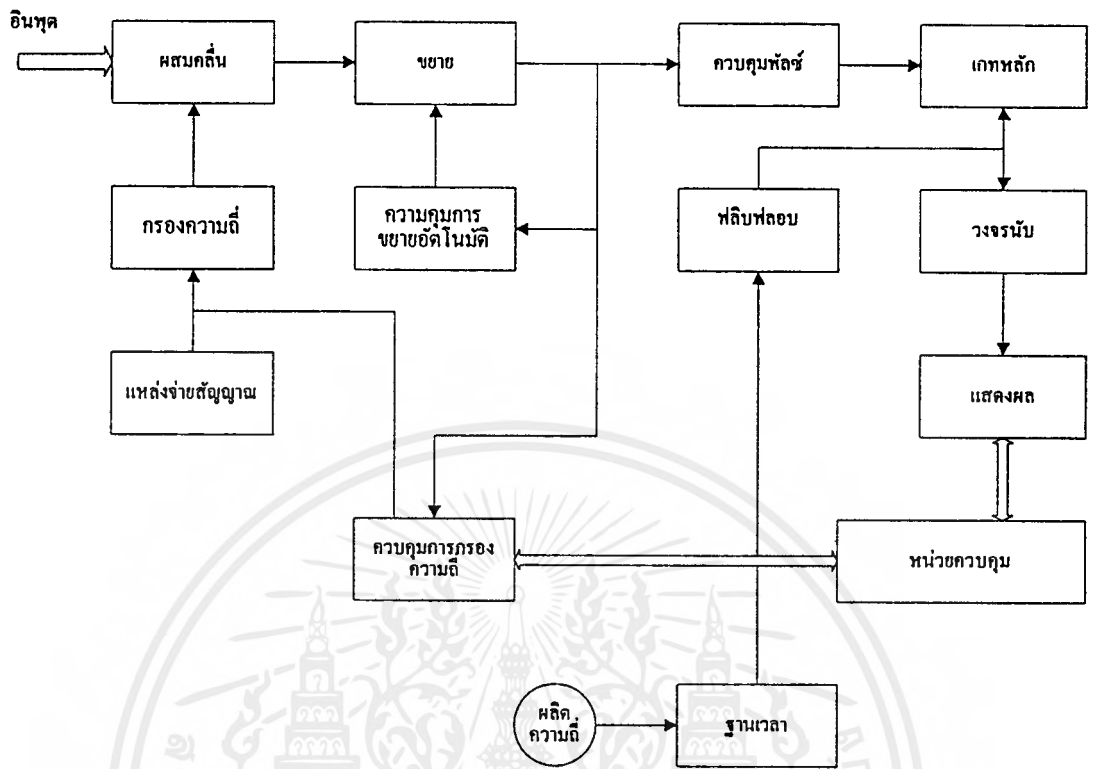 อินพุต
ผสมคลื่น
ขยาย
ควบคุมพัลซ์
เกทหลัก
กรองความถี่
ความคุมการ
ขยายอัตโนมัติ
ฟลิบฟลอบ
วงจรนับ
แหล่งจ่ายสัญญาณ
แสดงผล
ควบคุมการกรอง
ความถี่
หน่วยควบคุม
ผลิต
ความถี่
ฐานเวลา